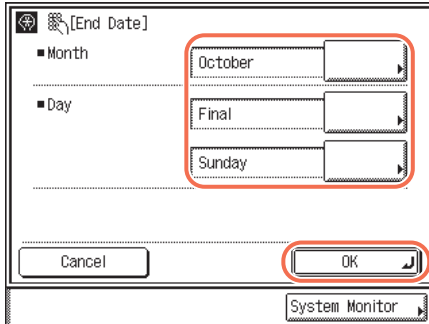 [End Date]
▪Month
October
▪Day
Final
Sunday
Cancel
OK
System Monitor